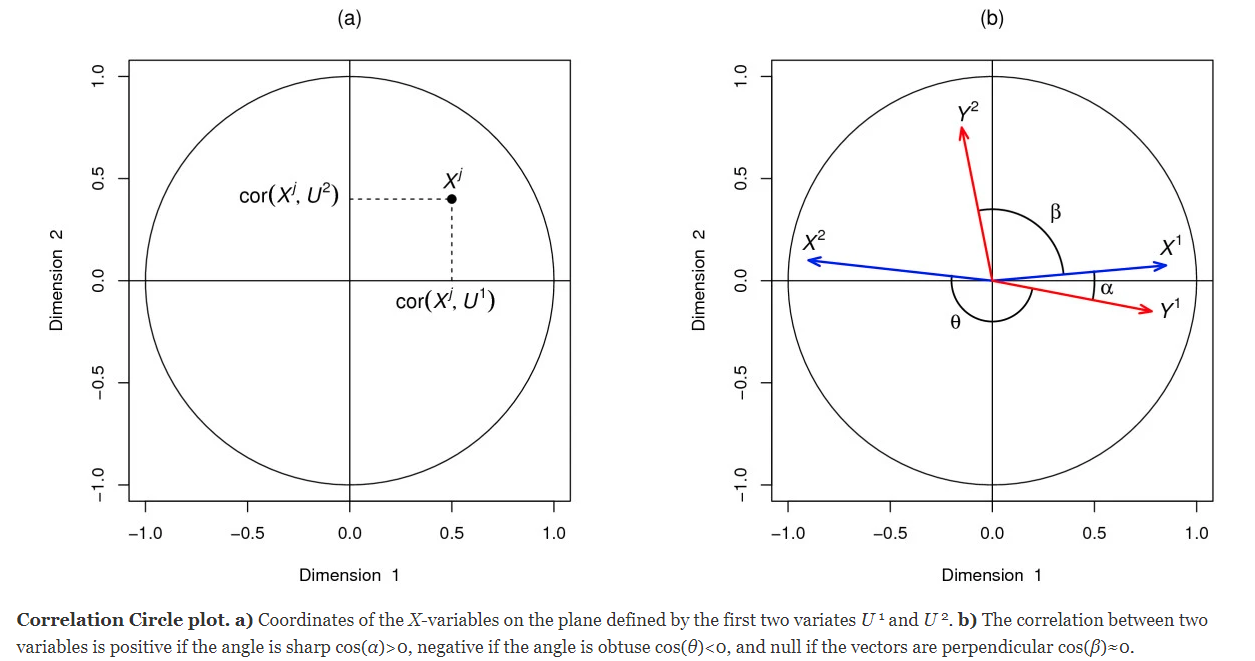 (a)
(b)
1.0
0.5
0.0
−0.5
−1.0
Dimension 2
−1.0
−0.5
0.0
0.5
1.0
Dimension 1
cor(Xʲ, U²)
Xʲ
cor(Xʲ, U¹)
1.0
0.5
0.0
−0.5
−1.0
Dimension 2
−1.0
−0.5
0.0
0.5
1.0
Dimension 1
Y²
β
X²
X¹
α
Y¹
θ
Correlation Circle plot. a) Coordinates of the X-variables on the plane defined by the first two variates U¹ and U². b) The correlation between two
variables is positive if the angle is sharp cos(α)>0, negative if the angle is obtuse cos(θ)<0, and null if the vectors are perpendicular cos(β)≈0.